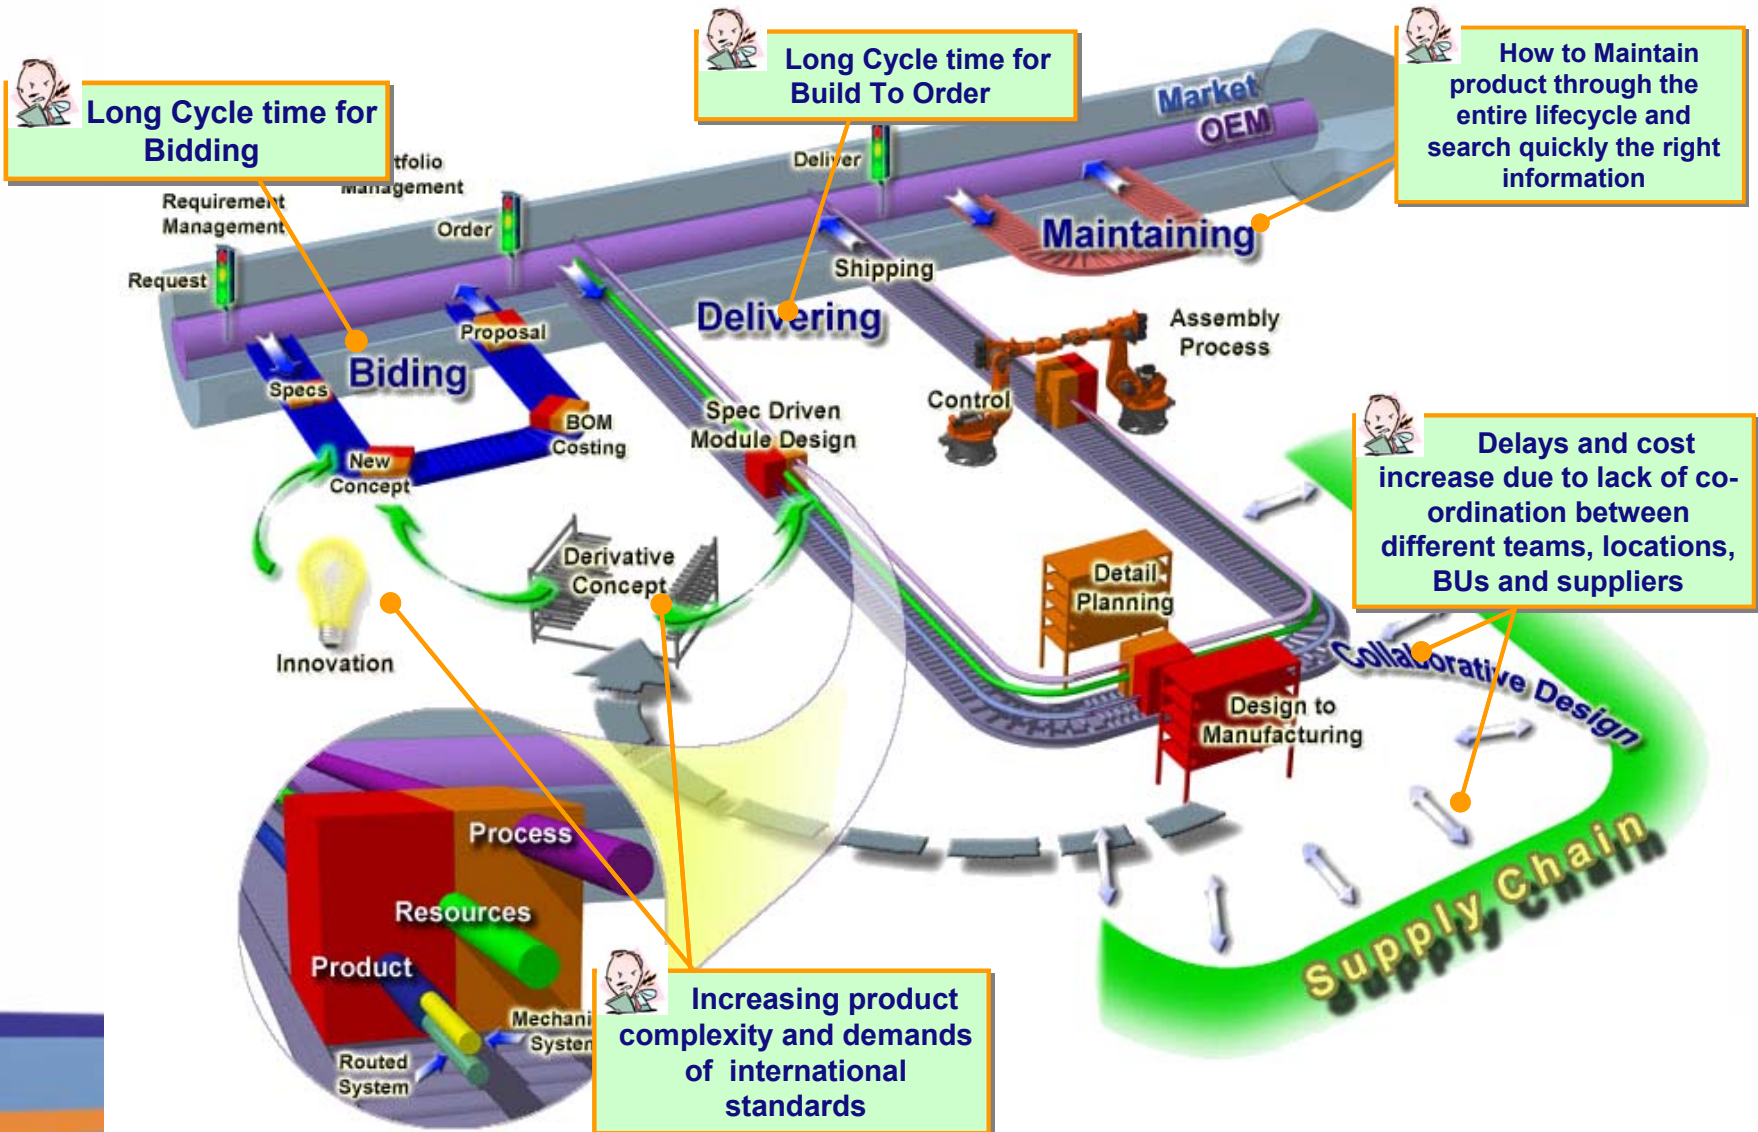 Long Cycle time for
Bidding
Long Cycle time for
Build To Order
How to Maintain
product through the
entire lifecycle and
search quickly the right
information
Market
OEM
Deliver
tfolio
Management
Requirement
Management
Order
Request
Maintaining
Shipping
Delivering
Proposal
Biding
Specs
Assembly
Process
Control
Spec Driven
Module Design
BOM
Costing
New
Concept
Delays and cost
increase due to lack of co-
ordination between
different teams, locations,
BUs and suppliers
Derivative
Concept
Detail
Planning
Innovation
Collaborative Design
Design to
Manufacturing
Process
Resources
Product
Supply Chain
Mechani
System
Routed
System
Increasing product
complexity and demands
of international
standards